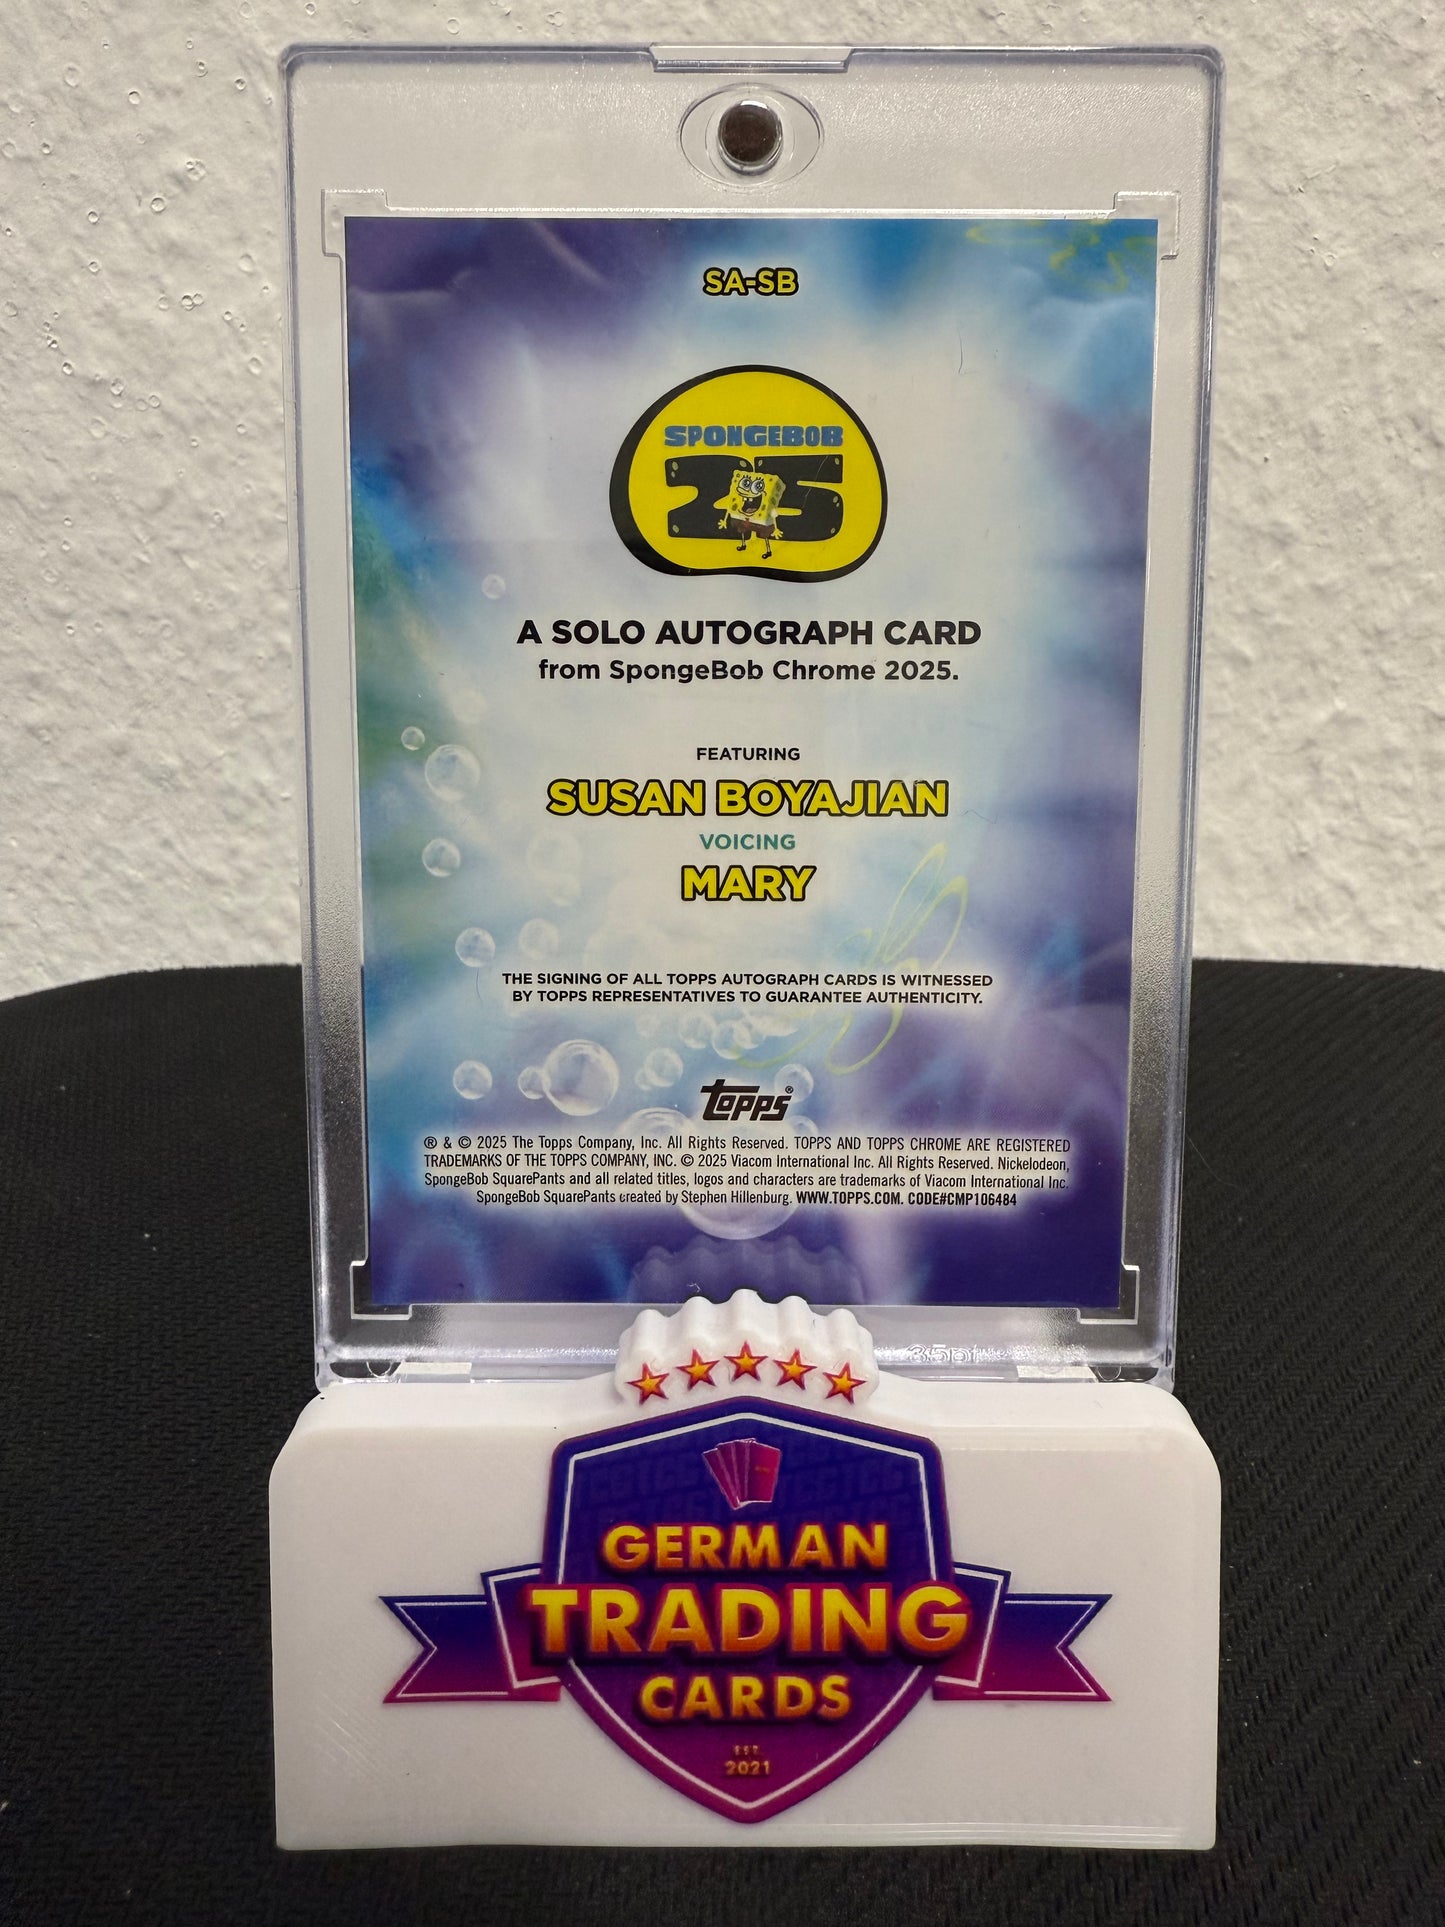 SA-SB
SPONGEBOB
25
A SOLO AUTOGRAPH CARD
from SpongeBob Chrome 2025.
FEATURING
SUSAN BOYAJIAN
VOICING
MARY
THE SIGNING OF ALL TOPPS AUTOGRAPH CARDS IS WITNESSED
BY TOPPS REPRESENTATIVES TO GUARANTEE AUTHENTICITY.
topps®
® & © 2025 The Topps Company, Inc. All Rights Reserved. TOPPS AND TOPPS CHROME ARE REGISTERED
TRADEMARKS OF THE TOPPS COMPANY, INC. © 2025 Viacom International Inc. All Rights Reserved. Nickelodeon,
SpongeBob SquarePants and all related titles, logos and characters are trademarks of Viacom International Inc.
SpongeBob SquarePants created by Stephen Hillenburg. WWW.TOPPS.COM. CODE#CMP106484
35pt
GERMAN
TRADING
CARDS
EST.
2021